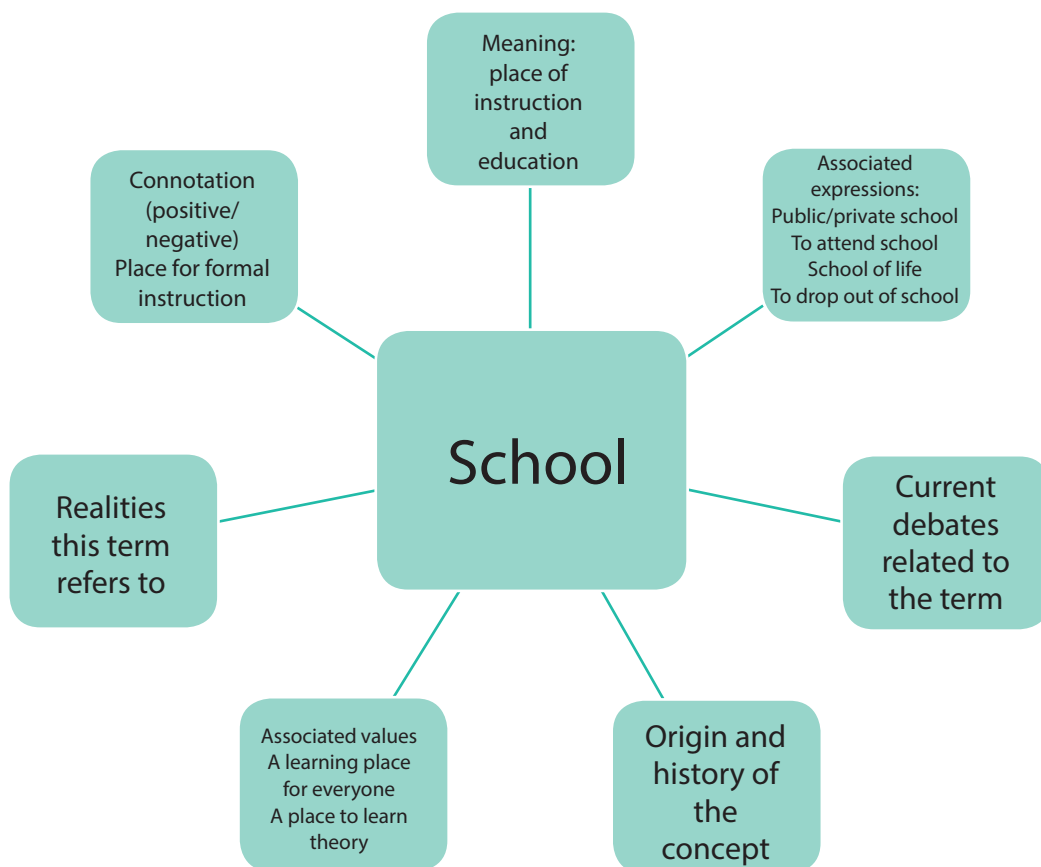 Meaning:
place of
instruction
and
education
Associated
expressions:
Public/private school
To attend school
School of life
To drop out of school
Connotation
(positive/
negative)
Place for formal
instruction
School
Realities
this term
refers to
Current
debates
related to
the term
Associated values
A learning place
for everyone
A place to learn
theory
Origin and
history of
the
concept